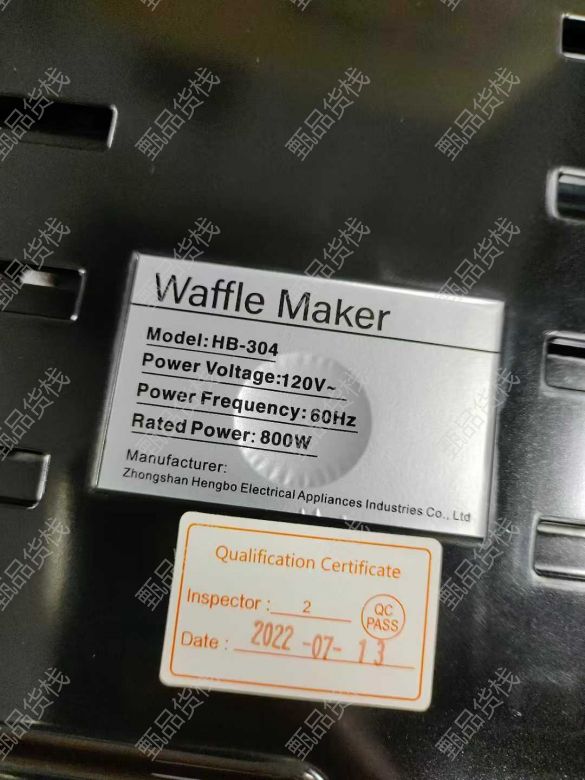 Waffle Maker
Model:HB-304
Power Voltage:120V~
Power Frequency:60Hz
Rated Power: 800W
Manufacturer:
Zhongshan Hengbo Electrical Appliances Industries Co., Ltd
Qualification Certificate
Inspector : 2
QC
PASS
Date : 2022-07-13
甄品货栈